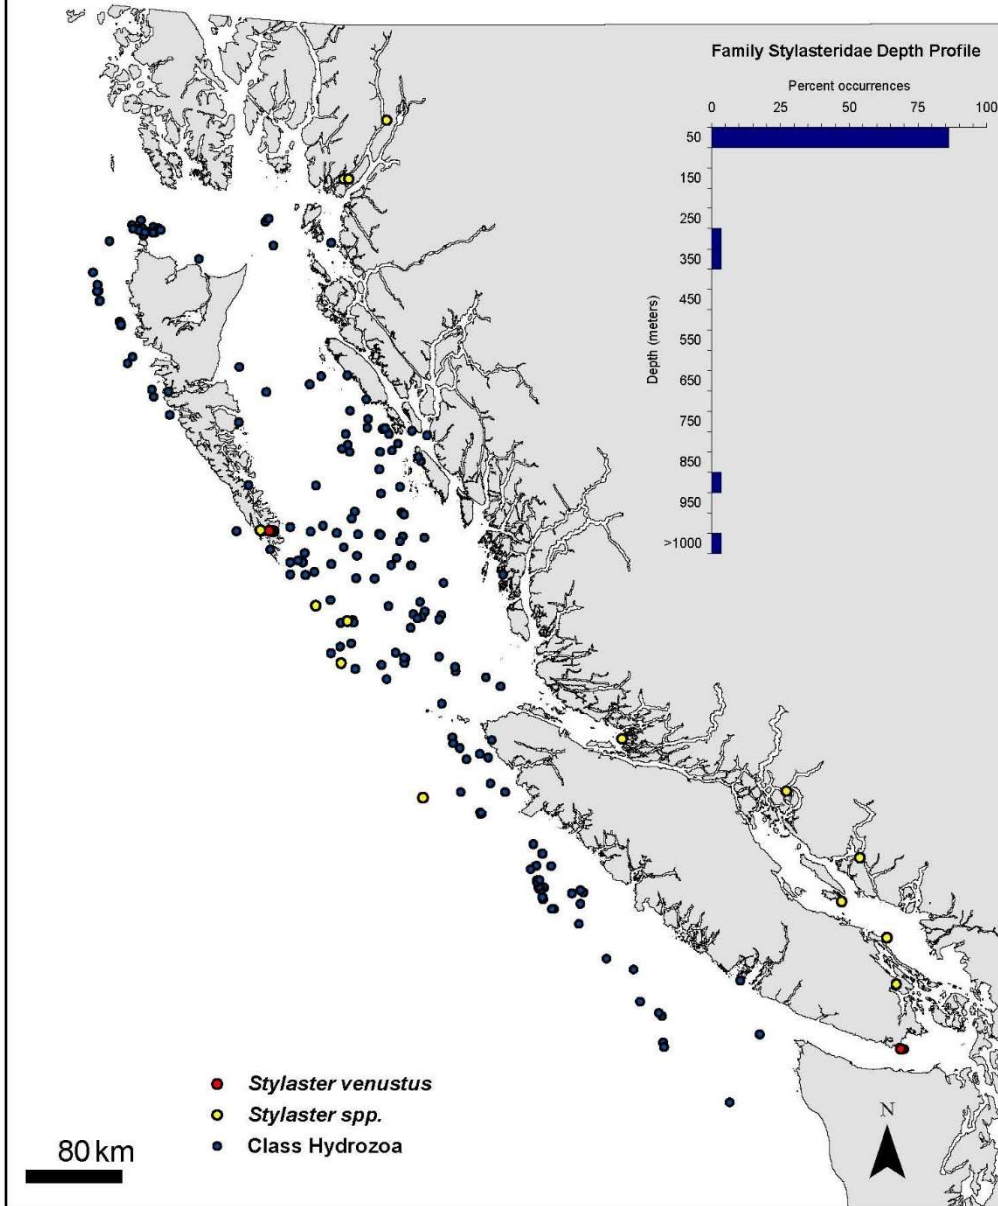 Family Stylasteridae Depth Profile
Percent occurrences
0 25 50 75 100
50
150
250
350
450
550
650
750
850
950
>1000
Depth (meters)
Stylaster venustus
Stylaster spp.
Class Hydrozoa
80 km
N